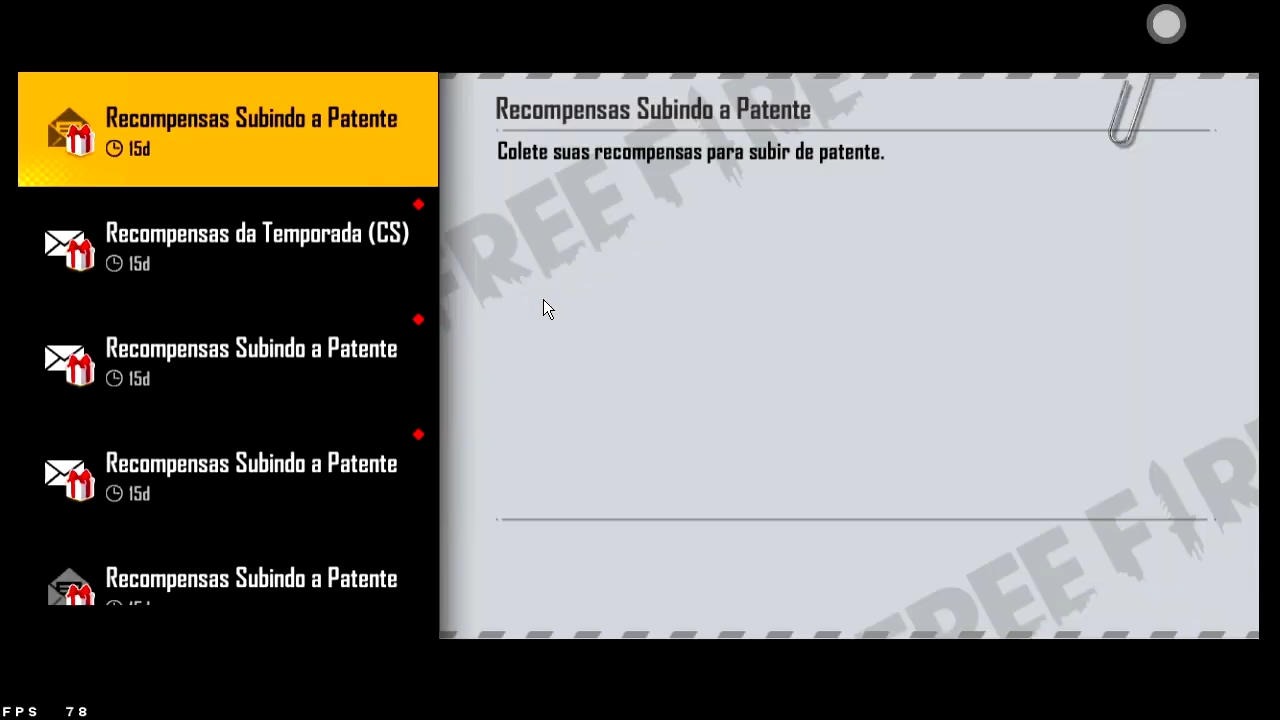 Recompensas Subindo a Patente
15d
Recompensas da Temporada (CS)
15d
Recompensas Subindo a Patente
15d
Recompensas Subindo a Patente
15d
Recompensas Subindo a Patente
Recompensas Subindo a Patente
Colete suas recompensas para subir de patente.
FREE FIRE
FREE FIRE
FPS 78